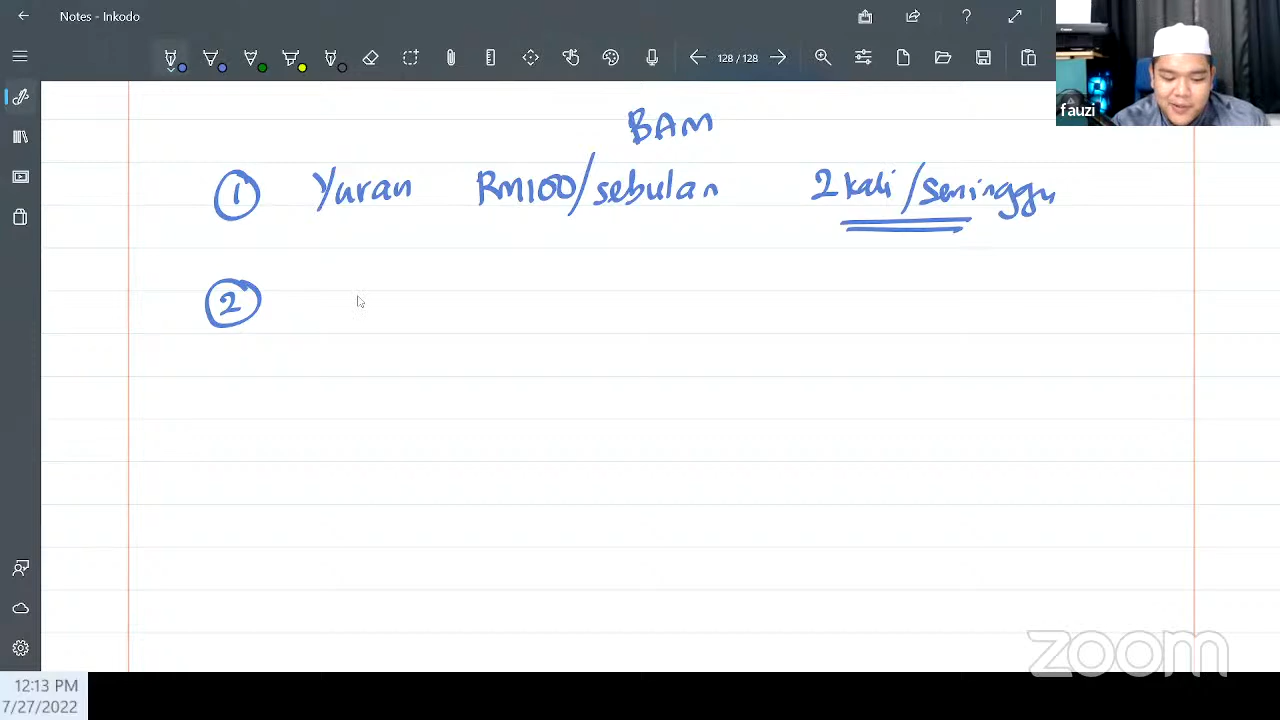 Notes - Inkodo
128 / 128
fauzi
BAM
1 Yuran RM100/sebulan 2 kali/seminggu
2
zoom
12:13 PM
7/27/2022